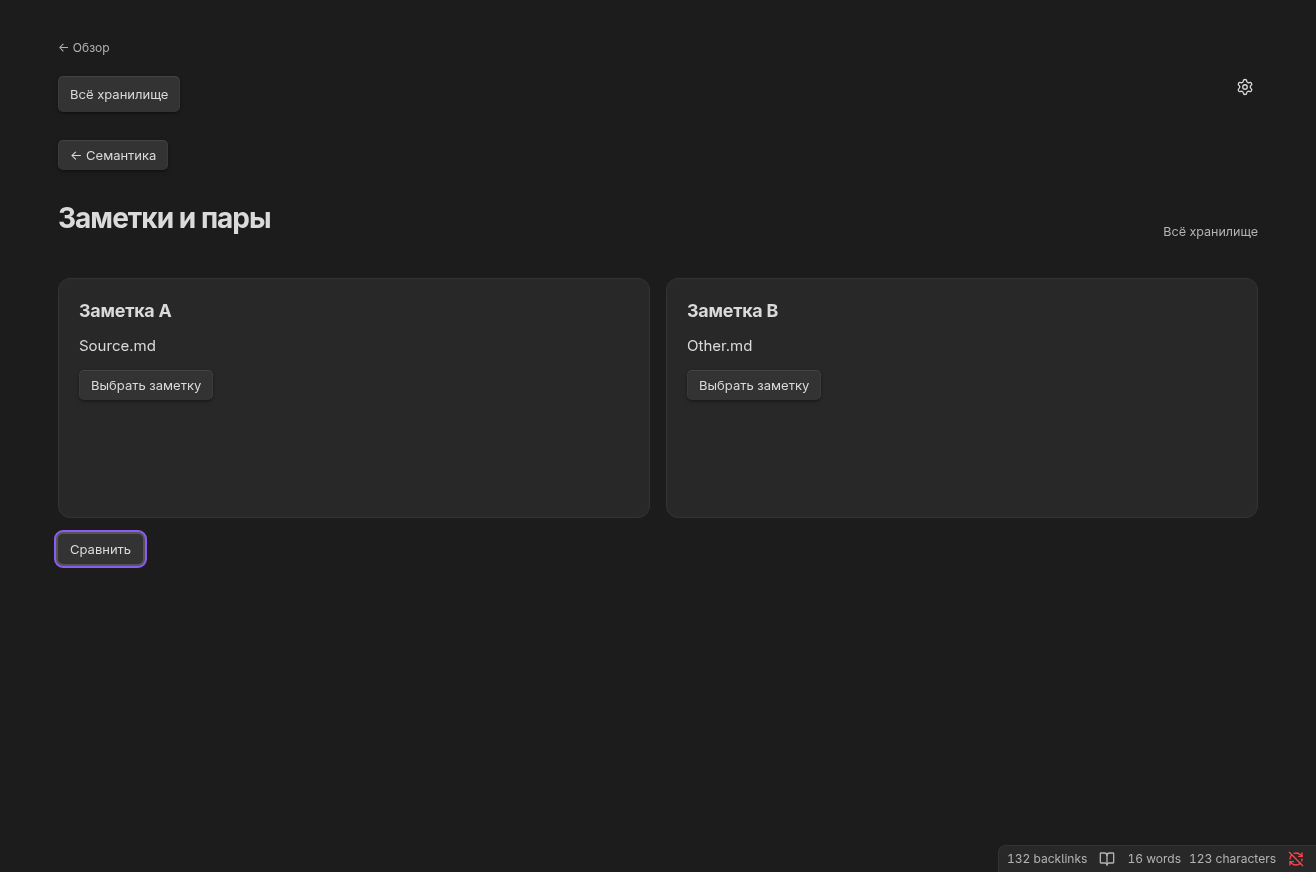 ← Обзор
Всё хранилище
← Семантика
Заметки и пары
Всё хранилище
Заметка A
Source.md
Выбрать заметку
Заметка B
Other.md
Выбрать заметку
Сравнить
132 backlinks 16 words 123 characters